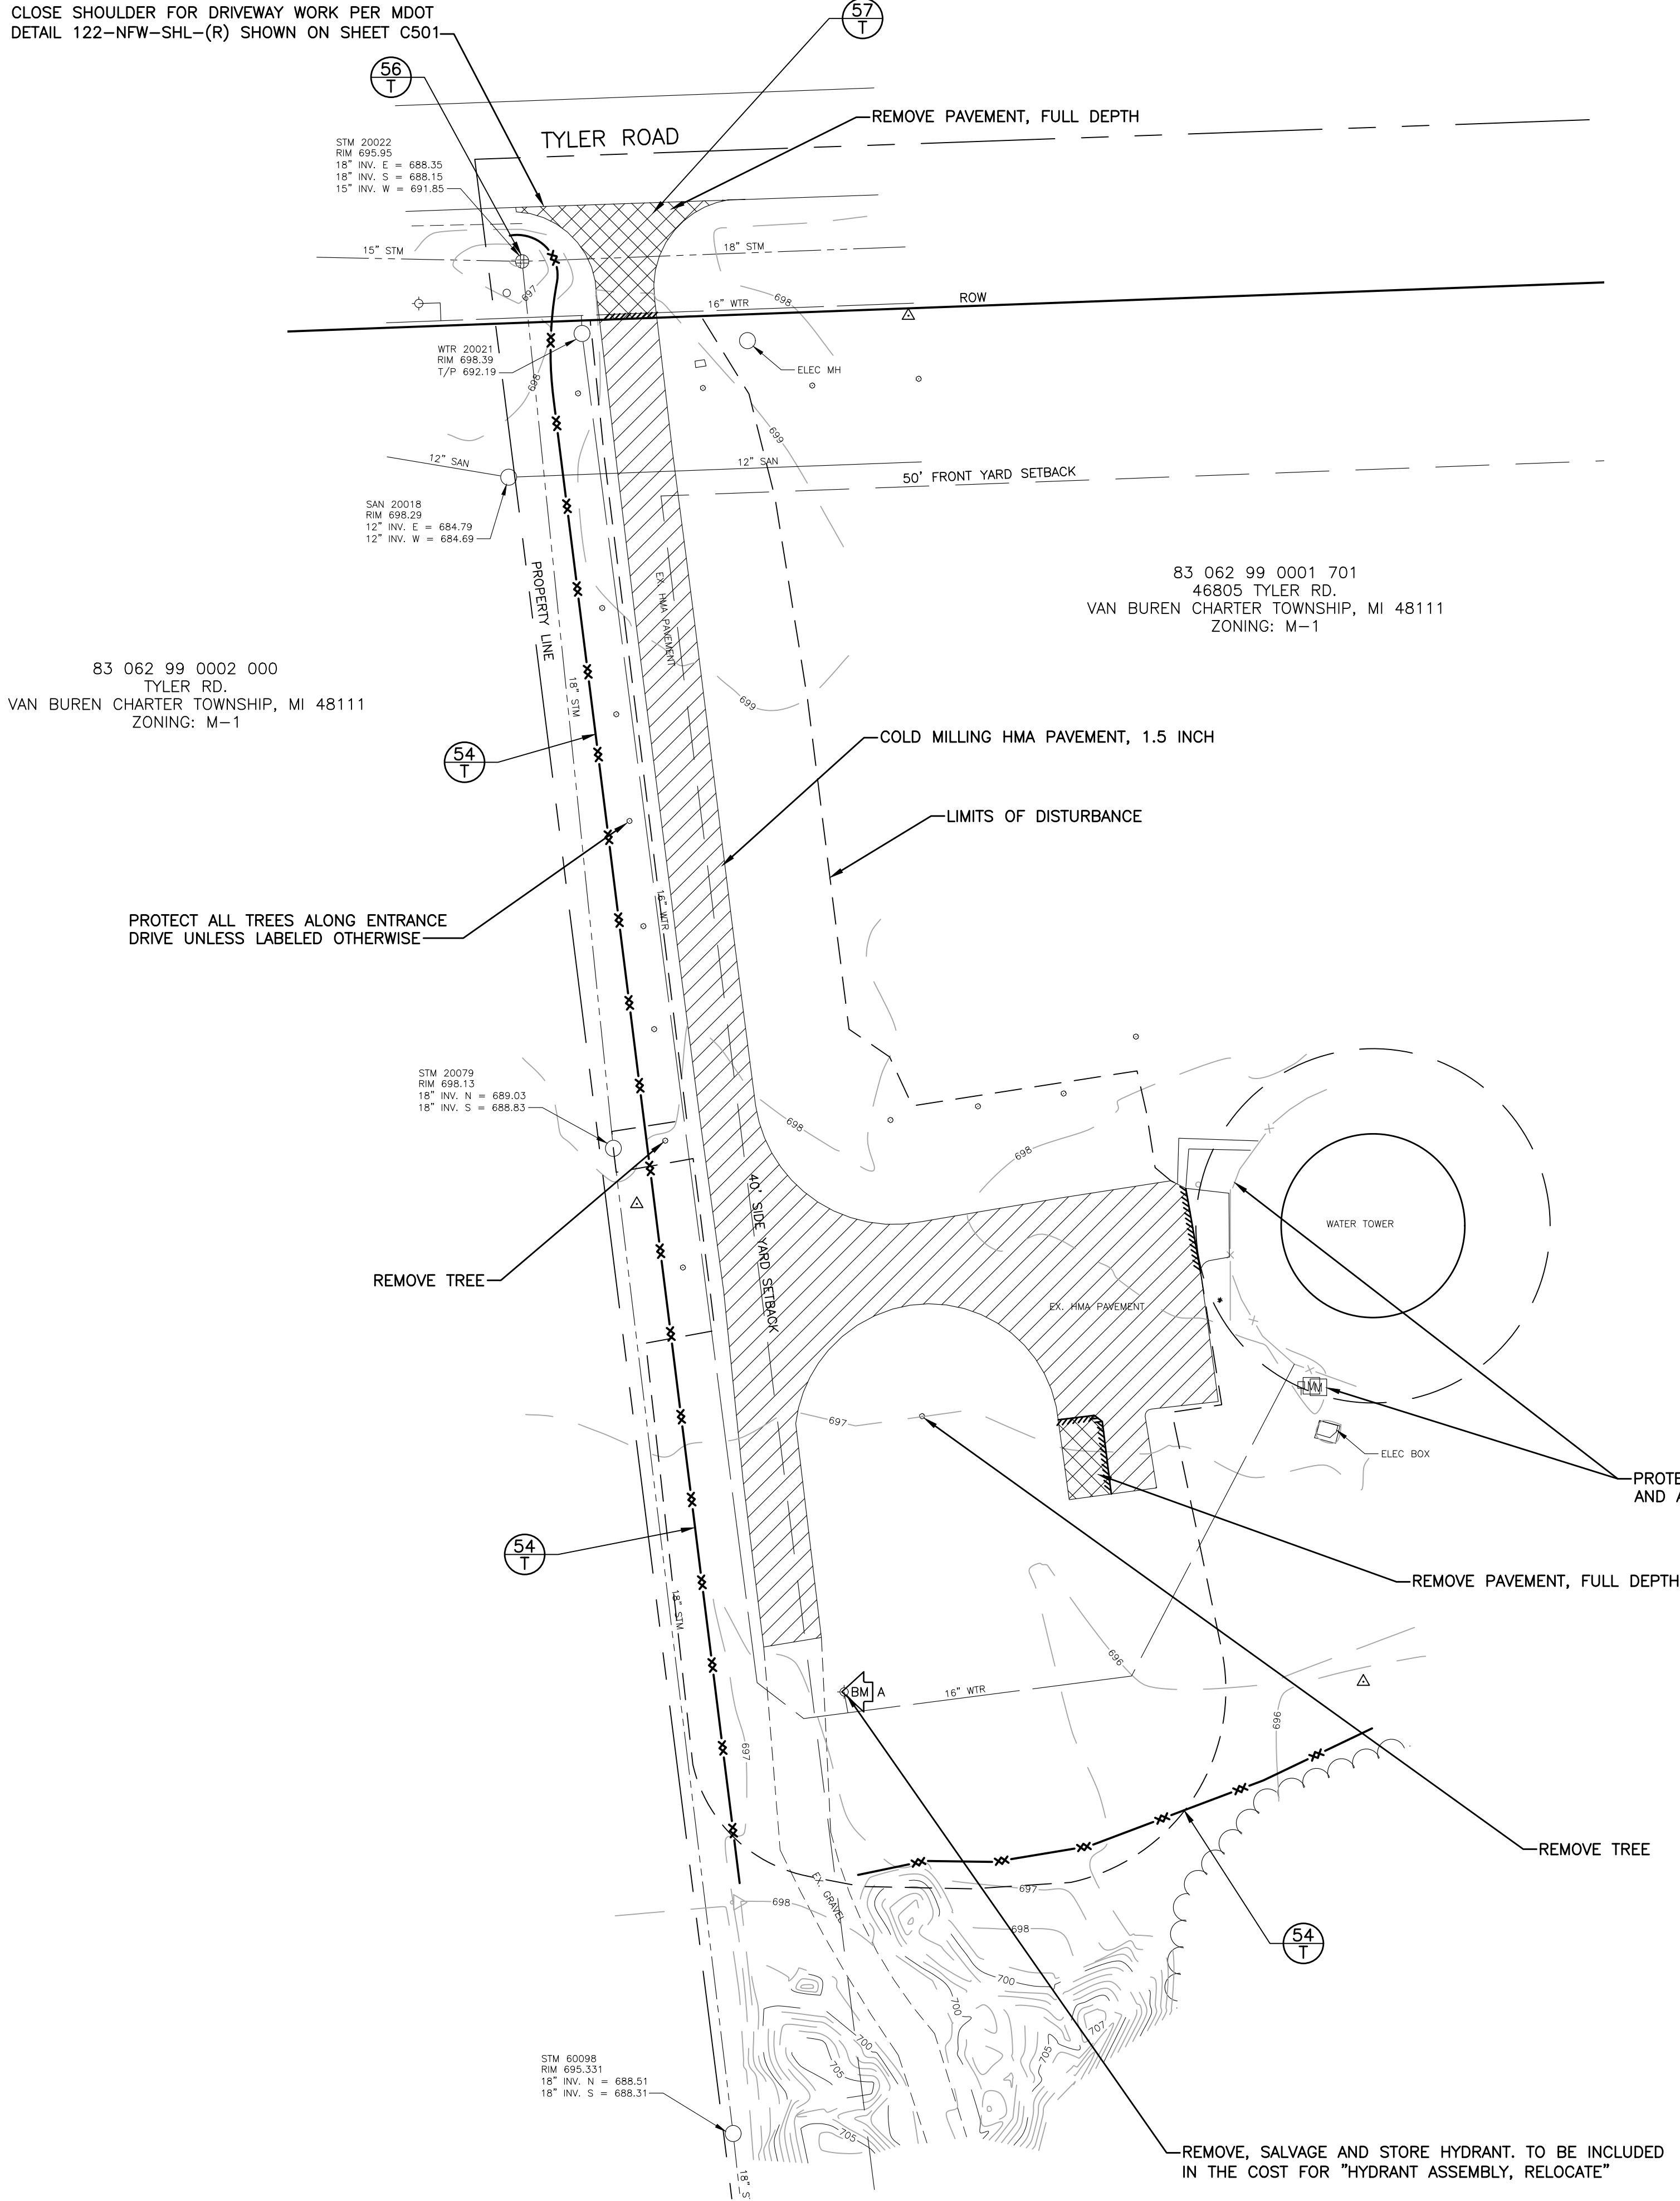 CLOSE SHOULDER FOR DRIVEWAY WORK PER MDOT
DETAIL 122-NFW-SHL-(R) SHOWN ON SHEET C501
57
T
56
T
REMOVE PAVEMENT, FULL DEPTH
TYLER ROAD
STM 20022
RIM 695.95
18" INV. E = 688.35
18" INV. S = 688.15
15" INV. W = 691.85
15" STM
18" STM
697
16" WTR
698
ROW
WTR 20021
RIM 698.39
T/P 692.19
698
ELEC MH
699
12" SAN
12" SAN
50' FRONT YARD SETBACK
SAN 20018
RIM 698.29
12" INV. E = 684.79
12" INV. W = 684.69
PROPERTY LINE
EX. HMA PAVEMENT
83 062 99 0001 701
46805 TYLER RD.
VAN BUREN CHARTER TOWNSHIP, MI 48111
ZONING: M-1
83 062 99 0002 000
TYLER RD.
VAN BUREN CHARTER TOWNSHIP, MI 48111
ZONING: M-1
18" STM
699
54
T
COLD MILLING HMA PAVEMENT, 1.5 INCH
LIMITS OF DISTURBANCE
16" WTR
PROTECT ALL TREES ALONG ENTRANCE
DRIVE UNLESS LABELED OTHERWISE
STM 20079
RIM 698.13
18" INV. N = 689.03
18" INV. S = 688.83
698
698
40' SIDE YARD SETBACK
WATER TOWER
REMOVE TREE
EX. HMA PAVEMENT
697
ELEC BOX
PROTE
AND A
54
T
REMOVE PAVEMENT, FULL DEPTH
18" STM
696
BM A
16" WTR
696
697
REMOVE TREE
EX. GRAVEL
697
698
698
54
T
700
700
707
700
705
705
705
STM 60098
RIM 695.331
18" INV. N = 688.51
18" INV. S = 688.31
REMOVE, SALVAGE AND STORE HYDRANT. TO BE INCLUDED
IN THE COST FOR "HYDRANT ASSEMBLY, RELOCATE"
18" S